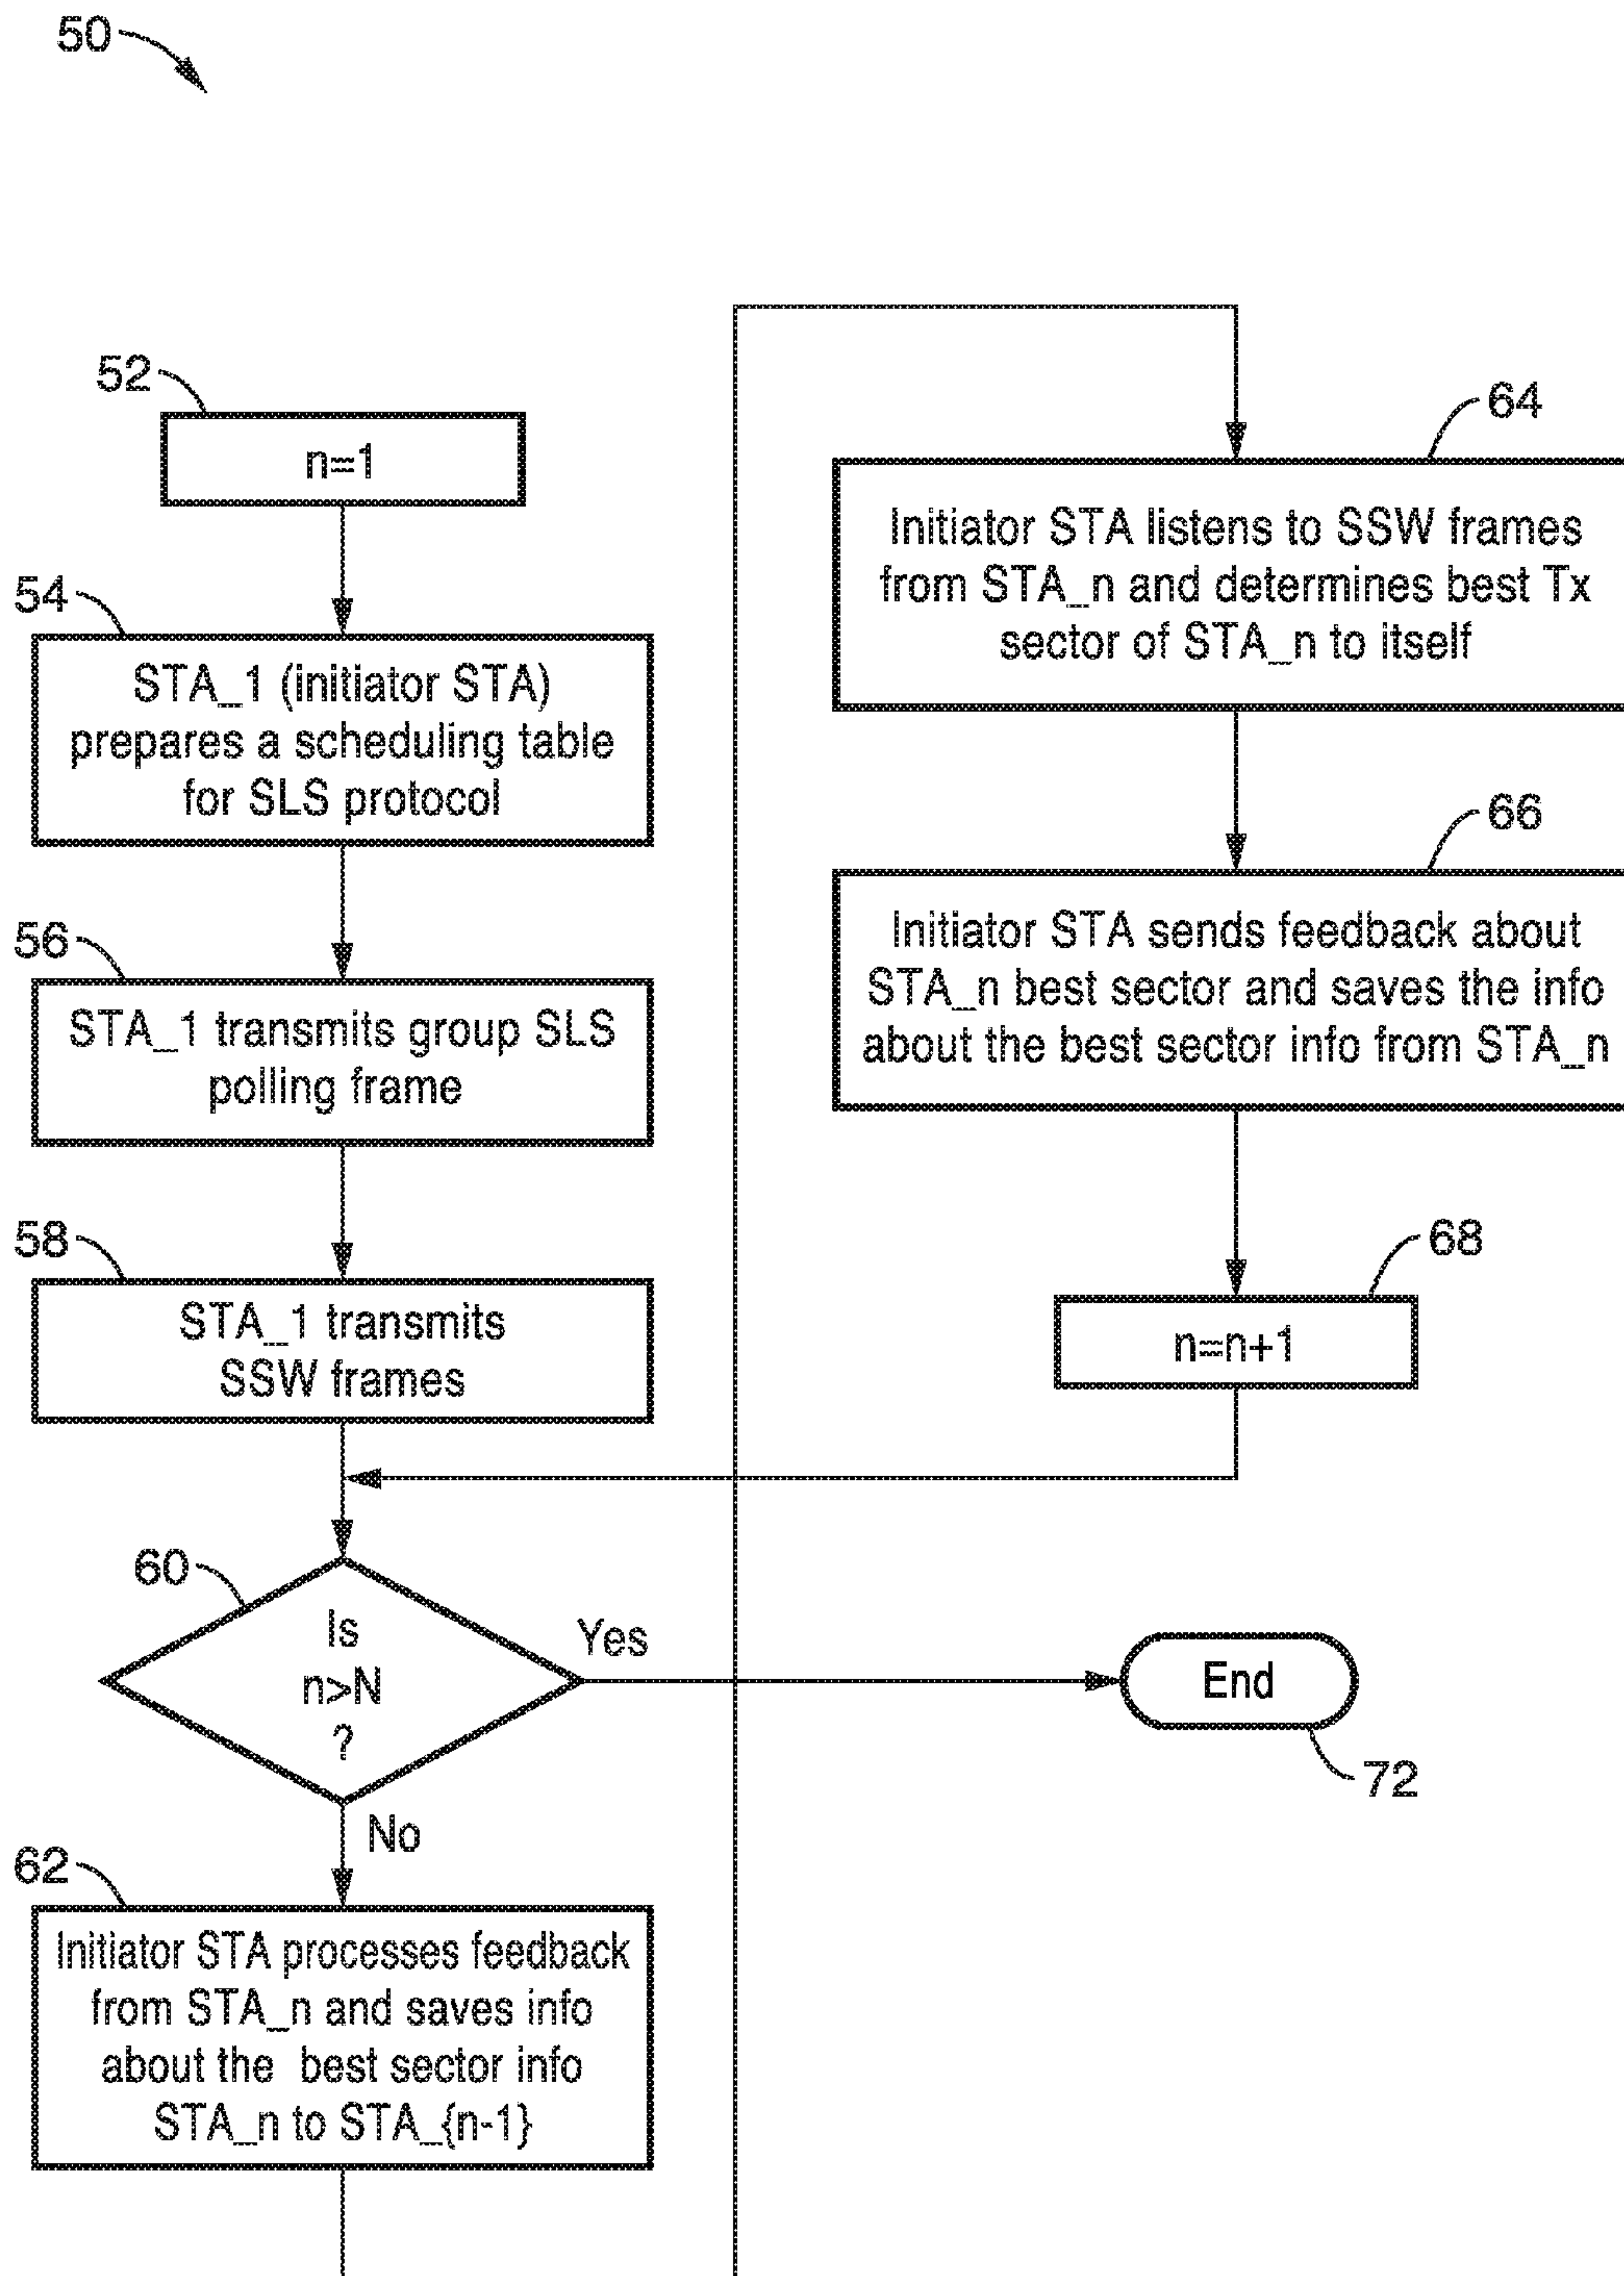 50
52
n=1
54
STA_1 (initiator STA)
prepares a scheduling table
for SLS protocol
56
STA_1 transmits group SLS
polling frame
58
STA_1 transmits
SSW frames
60
Is
n>N
?
Yes
No
62
Initiator STA processes feedback
from STA_n and saves info
about the best sector info
STA_n to STA_{n-1}
64
Initiator STA listens to SSW frames
from STA_n and determines best Tx
sector of STA_n to itself
66
Initiator STA sends feedback about
STA_n best sector and saves the info
about the best sector info from STA_n
68
n=n+1
End
72